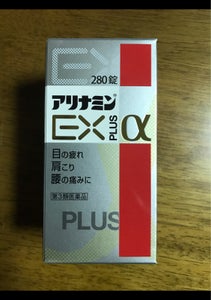 EX
280錠
アリナミン
EX PLUS α
目の疲れ
肩こり
腰の痛みに
第3類医薬品
PLUS